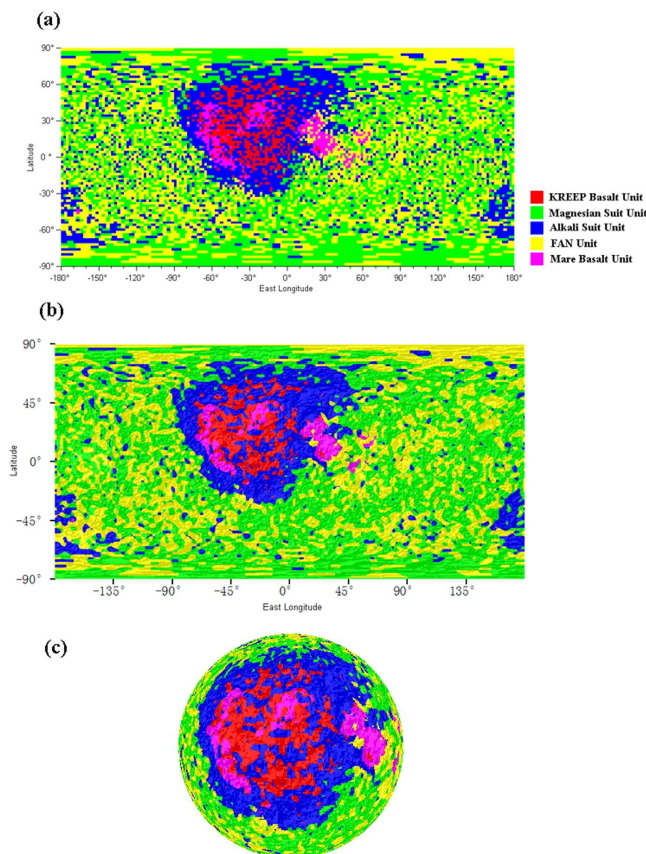 (a)
90°
60°
30°
0°
-30°
-60°
-90°
Latitude
-180° -150° -120° -90° -60° -30° 0° 30° 60° 90° 120° 150° 180°
East Longitude
KREEP Basalt Unit
Magnesian Suit Unit
Alkali Suit Unit
FAN Unit
Mare Basalt Unit
(b)
90°
45°
0°
-45°
-90°
Latitude
-135° -90° -45° 0° 45° 90° 135°
East Longitude
(c)